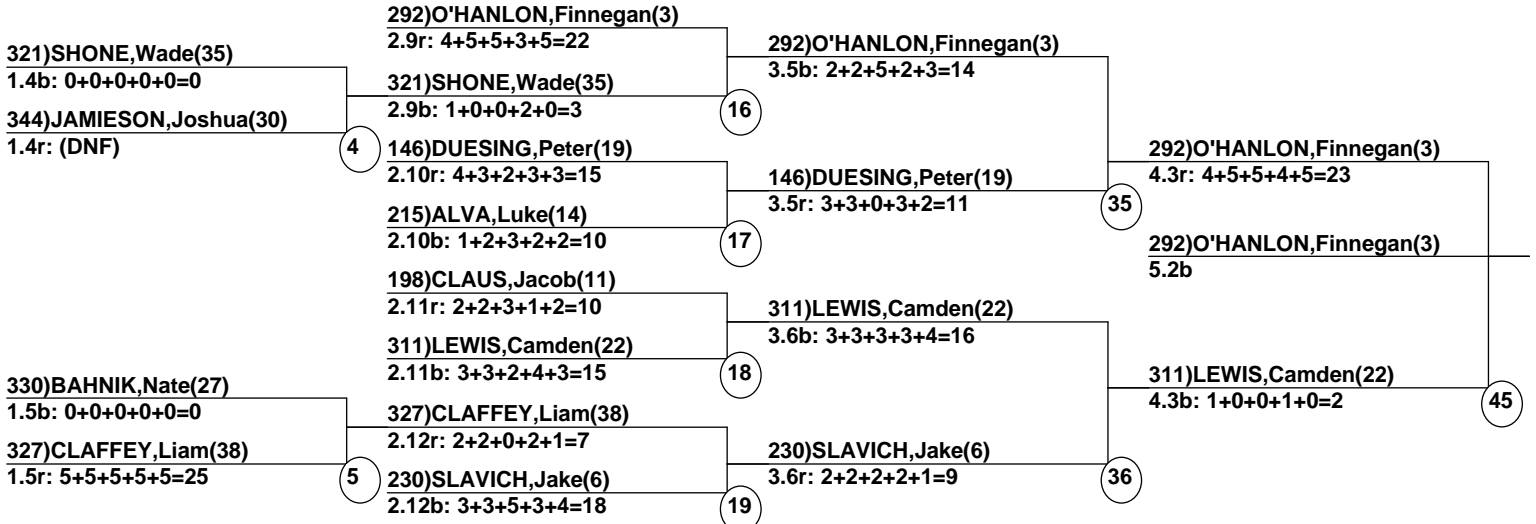 321)SHONE,Wade(35)
1.4b: 0+0+0+0+0=0
344)JAMIESON,Joshua(30)
1.4r: (DNF)
4
330)BAHNIK,Nate(27)
1.5b: 0+0+0+0+0=0
327)CLAFFEY,Liam(38)
1.5r: 5+5+5+5+5=25
5
292)O'HANLON,Finnegan(3)
2.9r: 4+5+5+3+5=22
321)SHONE,Wade(35)
2.9b: 1+0+0+2+0=3
16
146)DUESING,Peter(19)
2.10r: 4+3+2+3+3=15
215)ALVA,Luke(14)
2.10b: 1+2+3+2+2=10
17
198)CLAUS,Jacob(11)
2.11r: 2+2+3+1+2=10
311)LEWIS,Camden(22)
2.11b: 3+3+2+4+3=15
18
327)CLAFFEY,Liam(38)
2.12r: 2+2+0+2+1=7
230)SLAVICH,Jake(6)
2.12b: 3+3+5+3+4=18
19
292)O'HANLON,Finnegan(3)
3.5b: 2+2+5+2+3=14
146)DUESING,Peter(19)
3.5r: 3+3+0+3+2=11
35
311)LEWIS,Camden(22)
3.6b: 3+3+3+3+4=16
230)SLAVICH,Jake(6)
3.6r: 2+2+2+2+1=9
36
292)O'HANLON,Finnegan(3)
4.3r: 4+5+5+4+5=23
292)O'HANLON,Finnegan(3)
5.2b
311)LEWIS,Camden(22)
4.3b: 1+0+0+1+0=2
45